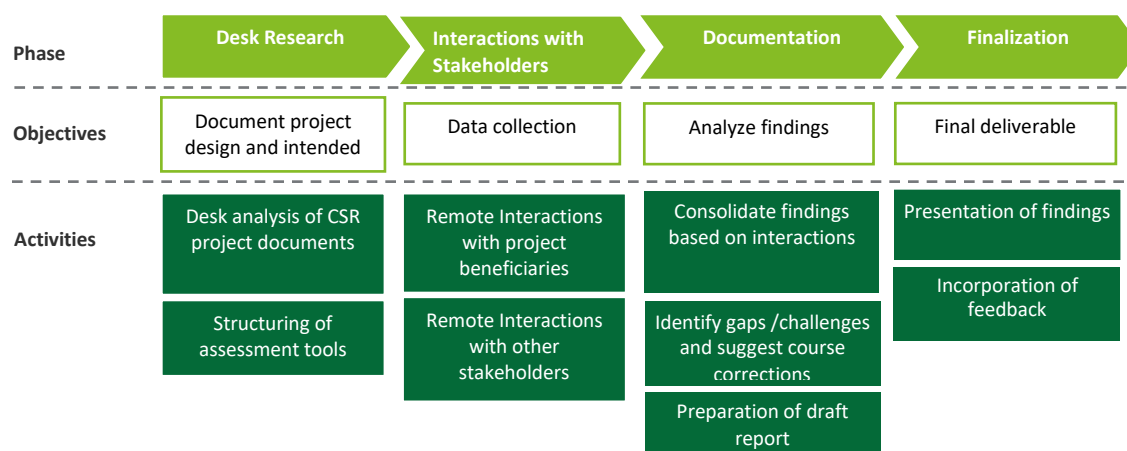 Phase
Desk Research
Interactions with
Stakeholders
Documentation
Finalization
Objectives
Document project
design and intended
Data collection
Analyze findings
Final deliverable
Activities
Desk analysis of CSR
project documents
Structuring of
assessment tools
Remote Interactions
with project
beneficiaries
Remote Interactions
with other
stakeholders
Consolidate findings
based on interactions
Identify gaps /challenges
and suggest course
corrections
Preparation of draft
report
Presentation of findings
Incorporation of
feedback